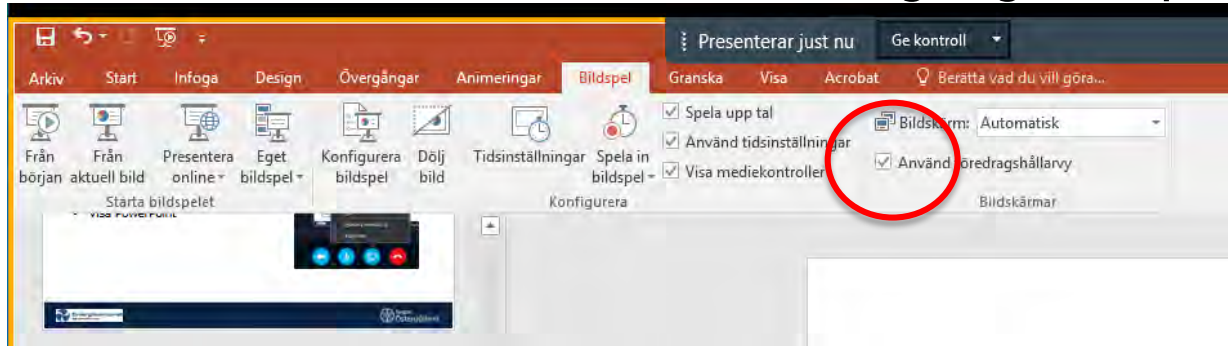 Presenterar just nu Ge kontroll
Arkiv Start Infoga Design Övergångar Animeringar Bildspel Granska Visa Acrobat Berätta vad du vill göra...
Från början
Från aktuell bild
Presentera online
Eget bildspel
Konfigurera bildspel
Dölj bild
Tidsinställningar
Spela in bildspel
Spela upp tal
Använd tidsinställningar
Visa mediekontroller
Bildskärm: Automatisk
Använd föredragshållarvy
Starta bildspelet
Konfigurera
Bildskärmar
Visa PowerPoint